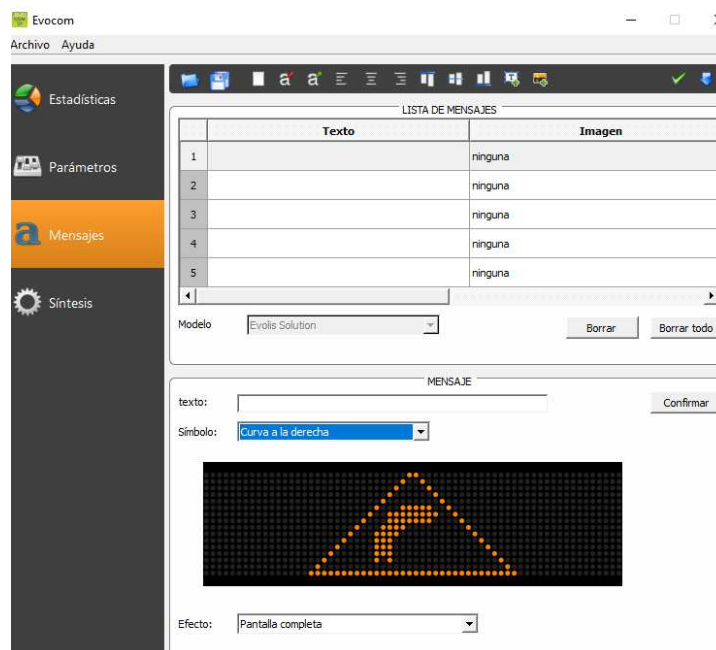 Evocom
Archivo Ayuda
Estadísticas
Parámetros
Mensajes
Síntesis
LISTA DE MENSAJES
Texto Imagen
1 ninguna
2 ninguna
3 ninguna
4 ninguna
5 ninguna
Modelo Evolis Solution Borrar Borrar todo
MENSAJE
texto: Confirmar
Símbolo: Curva a la derecha
Efecto: Pantalla completa